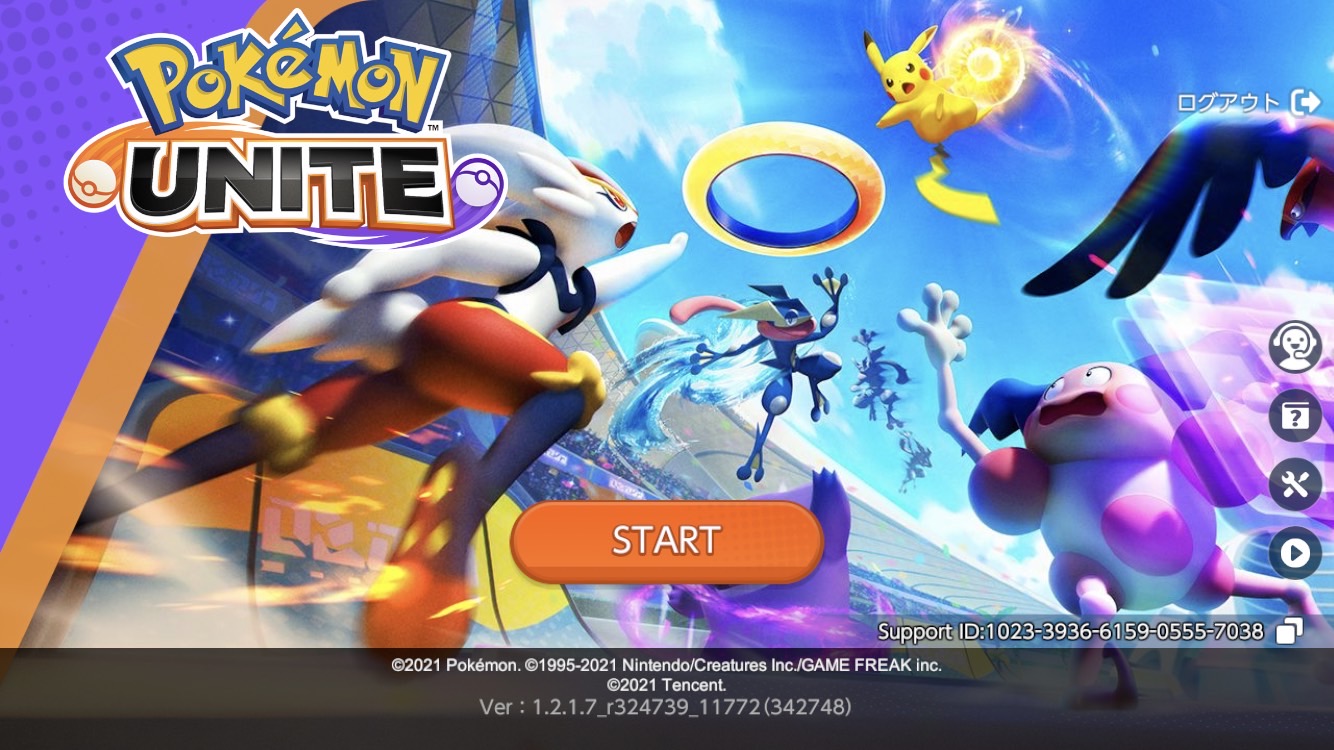 POKéMON
TM
UNITE
ログアウト
START
Support ID:1023-3936-6159-0555-7038
©2021 Pokémon. ©1995-2021 Nintendo/Creatures Inc./GAME FREAK inc.
©2021 Tencent.
Ver : 1.2.1.7_r324739_11772(342748)